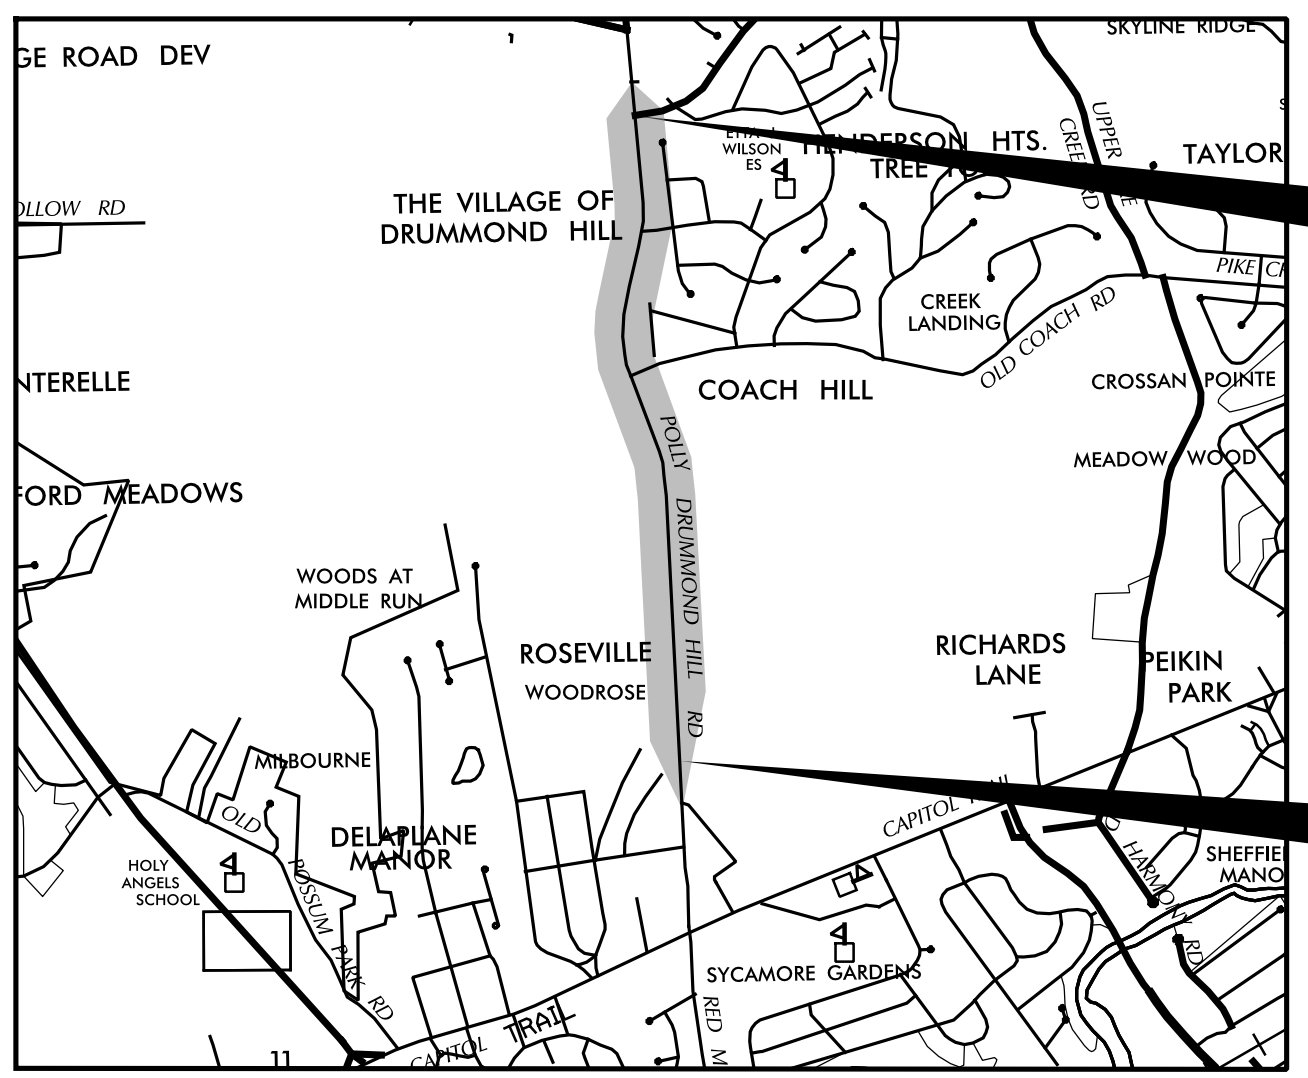 SKYLINE RIDGE
GE ROAD DEV
UPPER
HENDERSON HTS.
WILSON
ES
TREE
TAYLOR
OLLOW RD
THE VILLAGE OF
DRUMMOND HILL
RD
PIKE
CREEK
LANDING
OLD COACH RD
NTERELLE
COACH HILL
CROSSAN POINTE
POLLY DRUMMOND HILL RD
MEADOW WOOD
FORD MEADOWS
WOODS AT
MIDDLE RUN
ROSEVILLE
WOODROSE
RICHARDS
LANE
PEIKIN
PARK
MILBOURNE
OLD
POSSUM PARK RD
CAPITOL
DELAPLANE
MANOR
HARMONY RD
SHEFFIE
MANO
HOLY
ANGELS
SCHOOL
SYCAMORE GARDENS
RED M
CAPITOL TRAIL
11